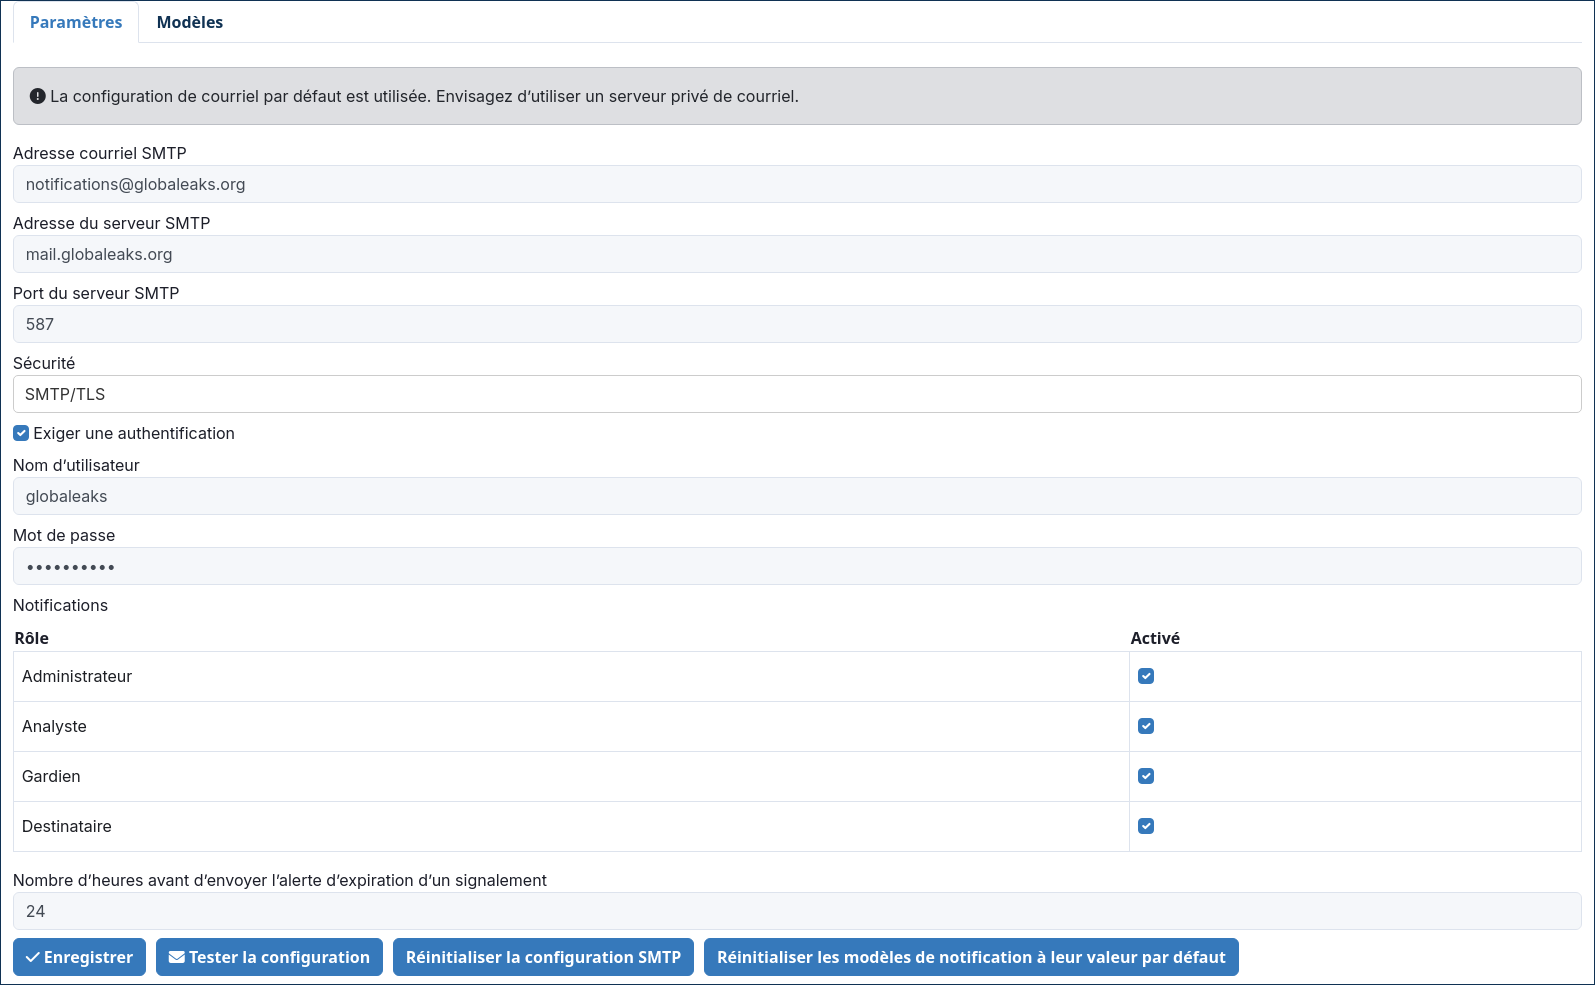 Paramètres Modèles
La configuration de courriel par défaut est utilisée. Envisagez d’utiliser un serveur privé de courriel.
Adresse courriel SMTP
notifications@globaleaks.org
Adresse du serveur SMTP
mail.globaleaks.org
Port du serveur SMTP
587
Sécurité
SMTP/TLS
Exiger une authentification
Nom d’utilisateur
globaleaks
Mot de passe
••••••••••
Notifications
Rôle Activé
Administrateur
Analyste
Gardien
Destinataire
Nombre d’heures avant d’envoyer l’alerte d’expiration d’un signalement
24
Enregistrer Tester la configuration Réinitialiser la configuration SMTP Réinitialiser les modèles de notification à leur valeur par défaut